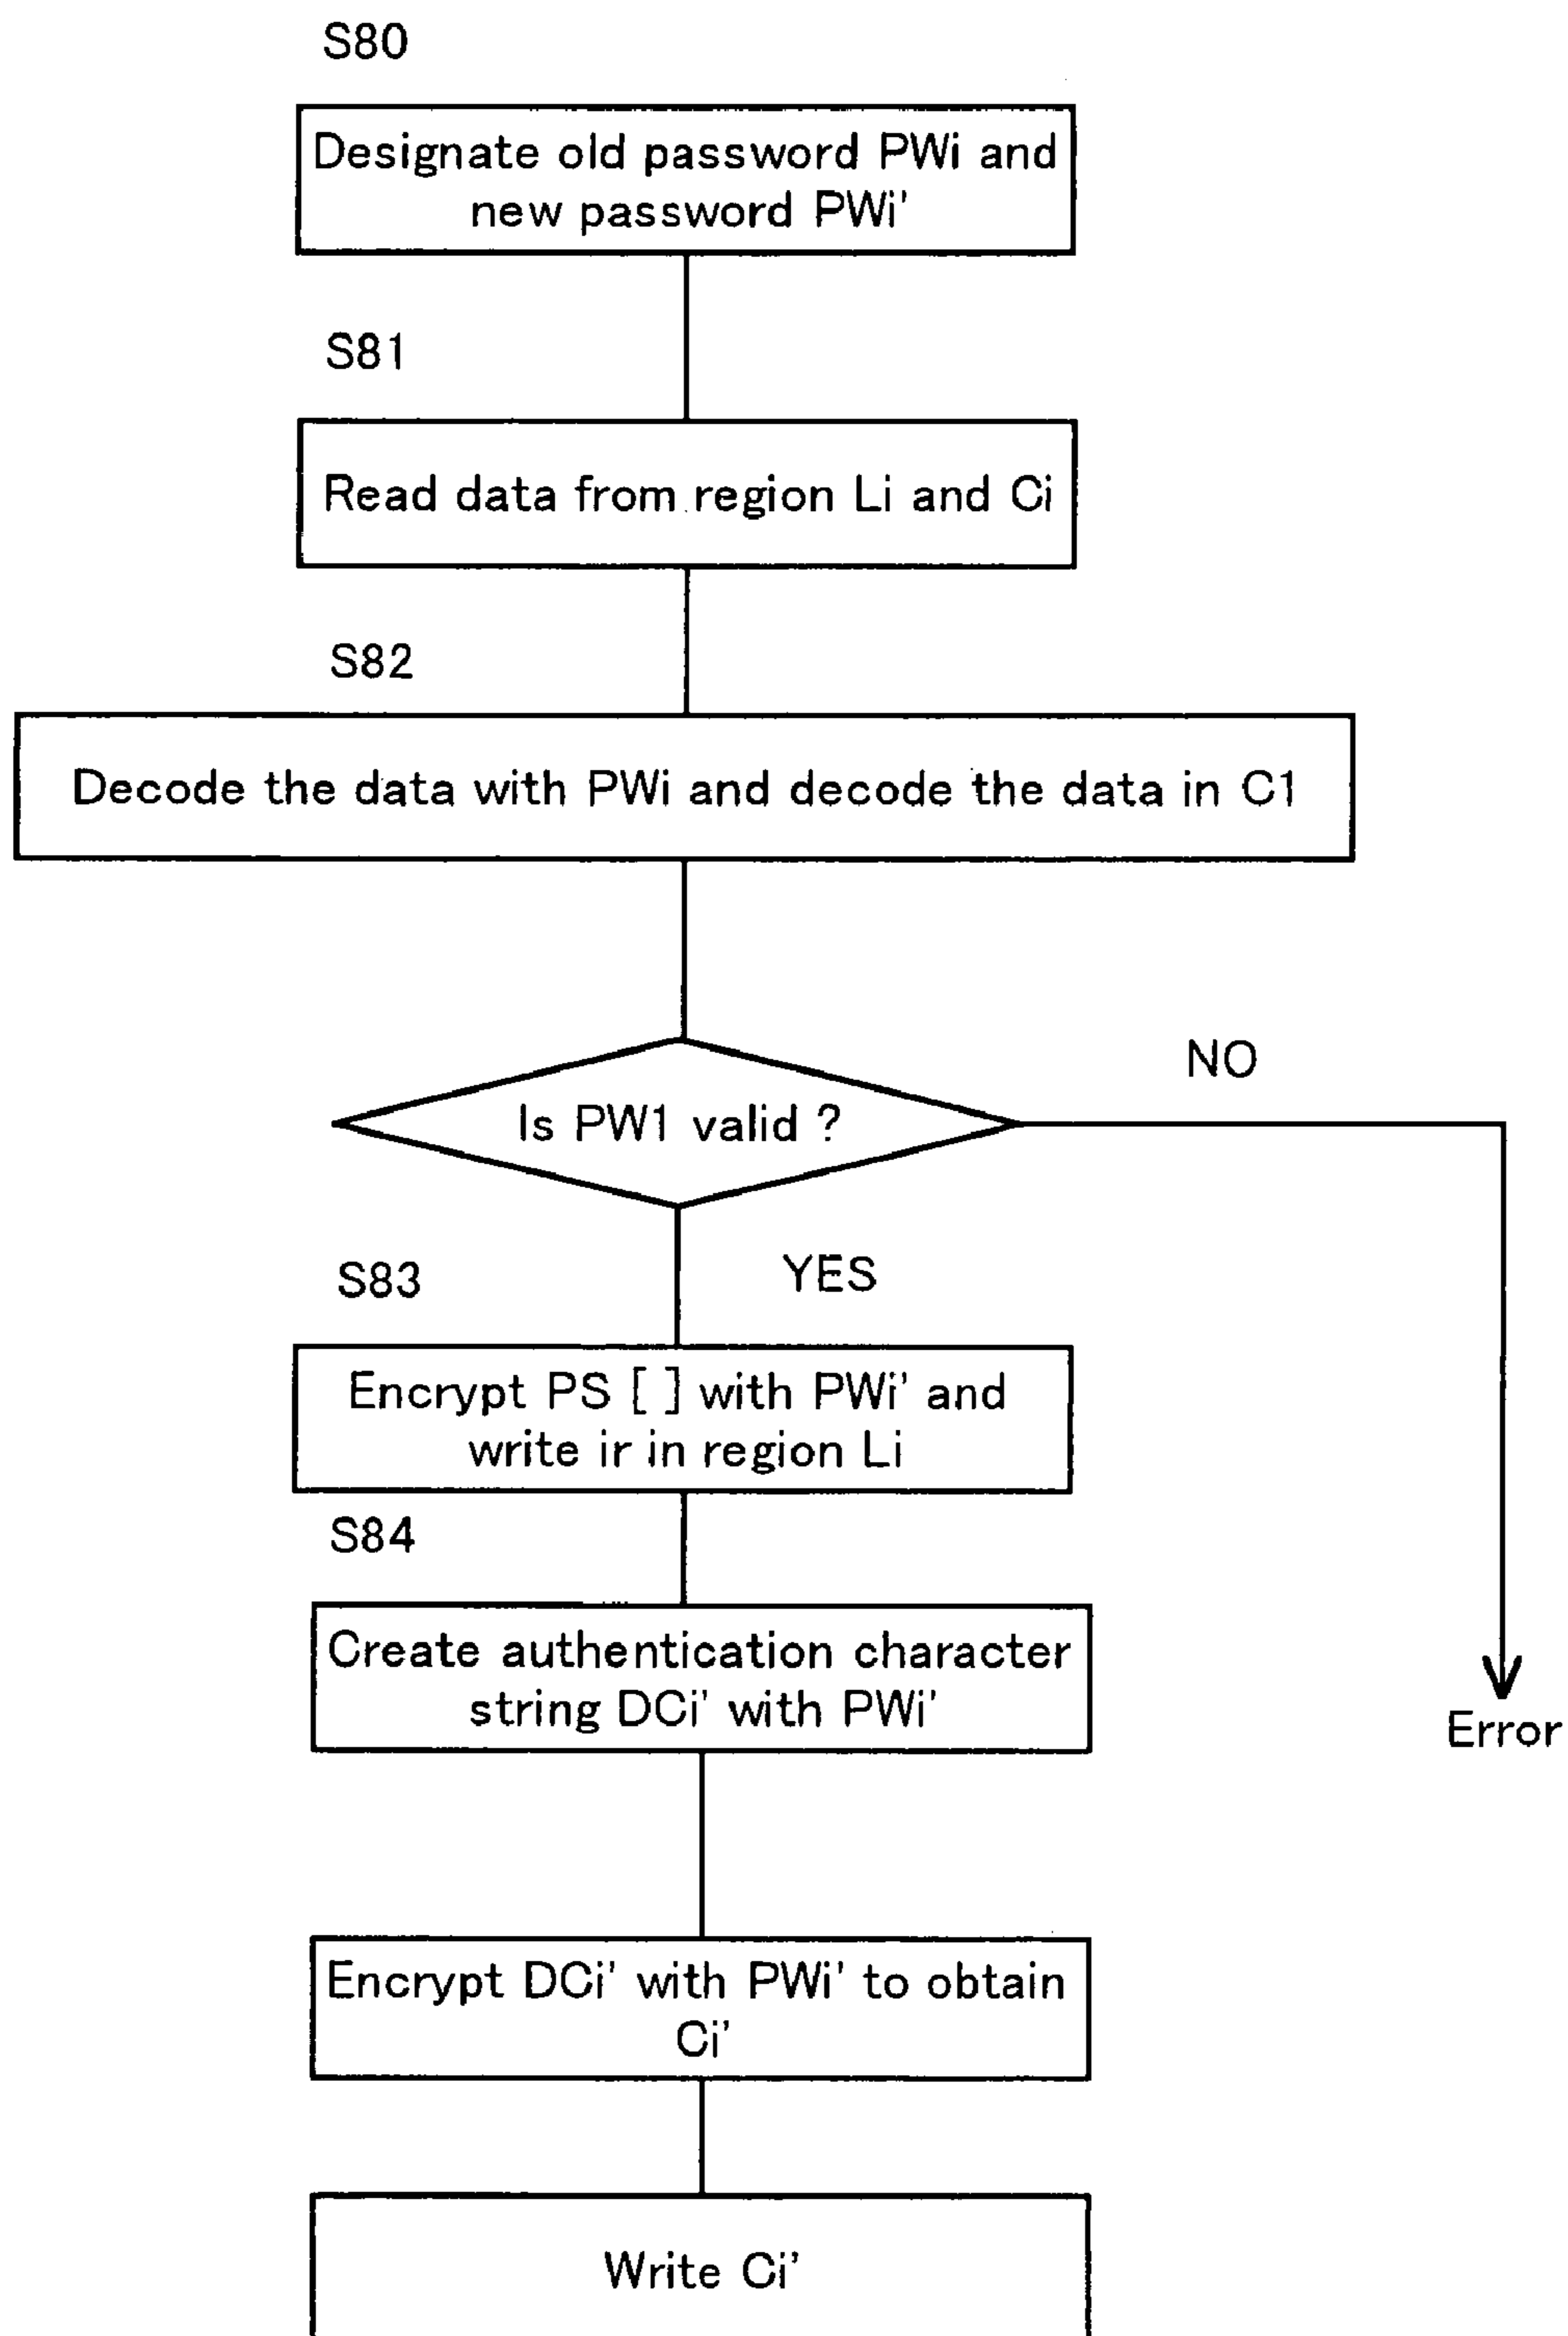 S80
Designate old password PWi and
new password PWi'
S81
Read data from region Li and Ci
S82
Decode the data with PWi and decode the data in C1
NO
Is PW1 valid ?
S83
YES
Encrypt PS [ ] with PWi' and
write ir in region Li
S84
Create authentication character
string DCi' with PWi'
Error
Encrypt DCi' with PWi' to obtain
Ci'
Write Ci'